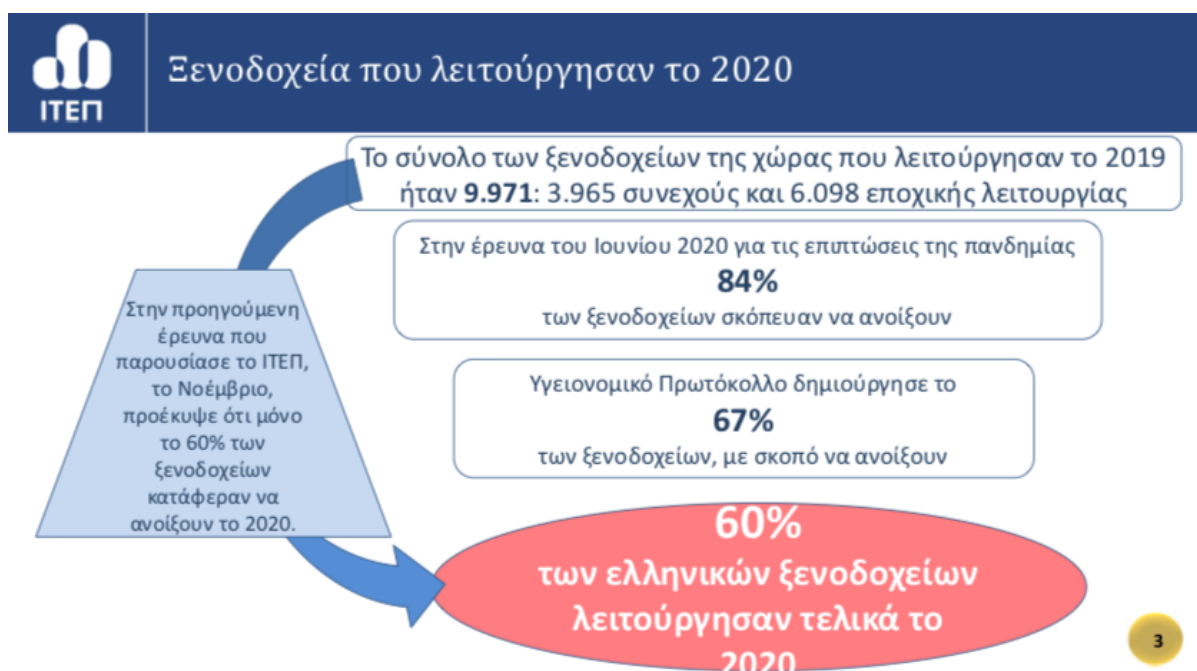 ΙΤΕΠ
Ξενοδοχεία που λειτούργησαν το 2020
Το σύνολο των ξενοδοχείων της χώρας που λειτούργησαν το 2019
ήταν 9.971: 3.965 συνεχούς και 6.098 εποχικής λειτουργίας
Στην έρευνα του Ιουνίου 2020 για τις επιπτώσεις της πανδημίας
84%
των ξενοδοχείων σκόπευαν να ανοίξουν
Στην προηγούμενη
έρευνα που
παρουσίασε το ΙΤΕΠ,
το Νοέμβριο,
προέκυψε ότι μόνο
το 60% των
ξενοδοχείων
κατάφεραν να
ανοίξουν το 2020.
Υγειονομικό Πρωτόκολλο δημιούργησε το
67%
των ξενοδοχείων, με σκοπό να ανοίξουν
60%
των ελληνικών ξενοδοχείων
λειτούργησαν τελικά το
2020
3